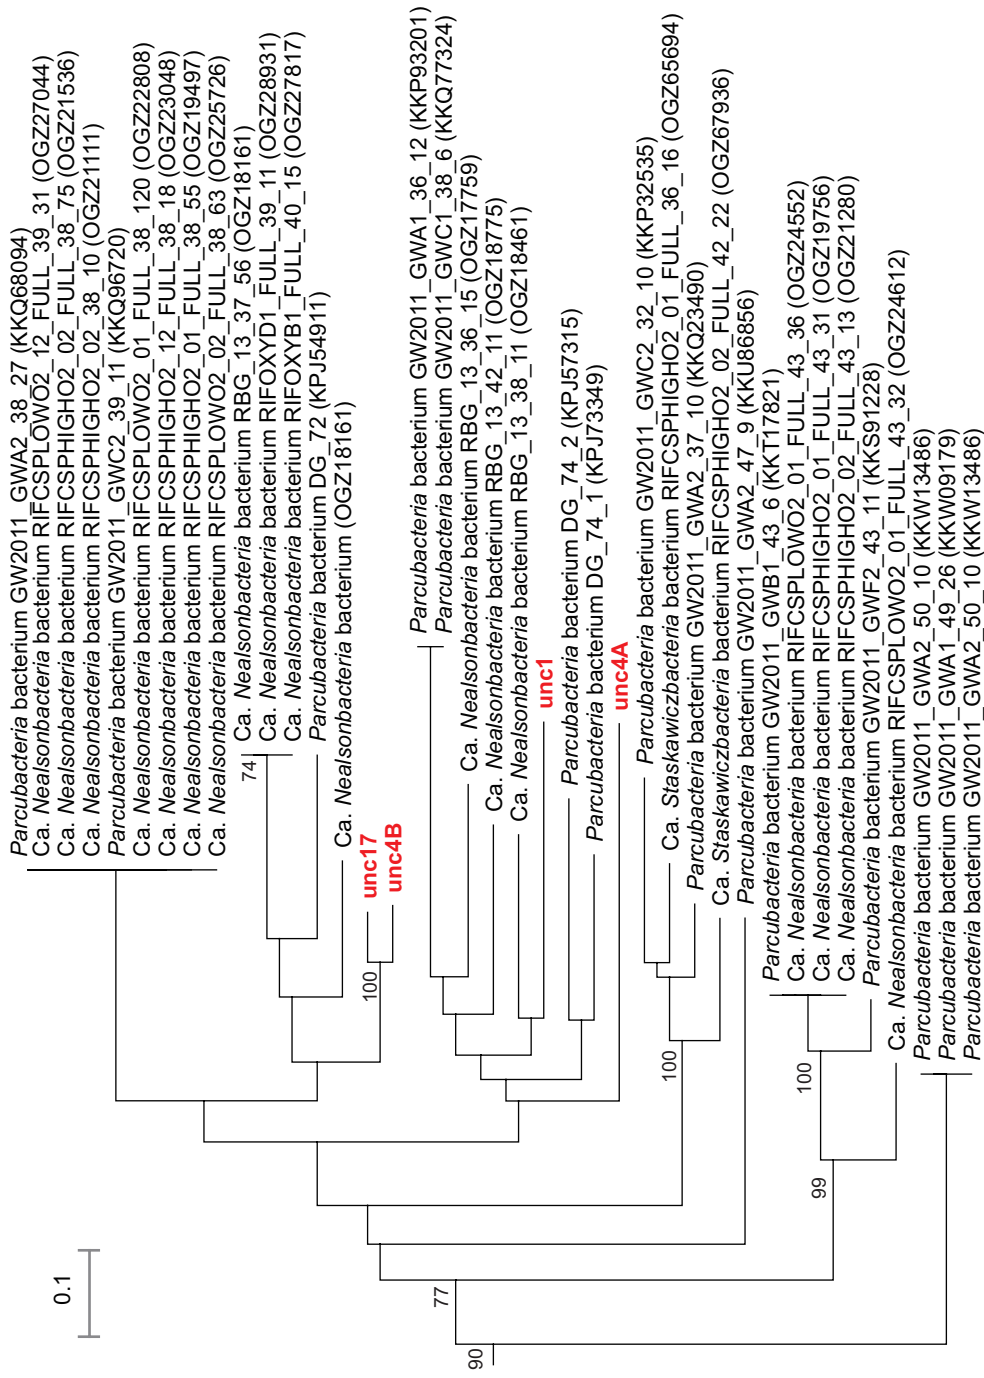 Parcubacteria bacterium GW2011_GWA2_38_27 (KKQ68094)
Ca. Nealsonbacteria bacterium RIFCSPLOWO2_12_FULL_39_31 (OGZ27044)
Ca. Nealsonbacteria bacterium RIFCSPHIGHO2_02_FULL_38_75 (OGZ21536)
Ca. Nealsonbacteria bacterium RIFCSPHIGHO2_02_38_10 (OGZ21111)
Parcubacteria bacterium GW2011_GWC2_39_11 (KKQ96720)
Ca. Nealsonbacteria bacterium RIFCSPLOWO2_01_FULL_38_120 (OGZ22808)
Ca. Nealsonbacteria bacterium RIFCSPHIGHO2_12_FULL_38_18 (OGZ23048)
Ca. Nealsonbacteria bacterium RIFCSPHIGHO2_01_FULL_38_55 (OGZ19497)
Ca. Nealsonbacteria bacterium RIFCSPLOWO2_02_FULL_38_63 (OGZ25726)
Ca. Nealsonbacteria bacterium RBG_13_37_56 (OGZ18161)
74
Ca. Nealsonbacteria bacterium RIFOXYD1_FULL_39_11 (OGZ28931)
Ca. Nealsonbacteria bacterium RIFOXYB1_FULL_40_15 (OGZ27817)
Parcubacteria bacterium DG_72 (KPJ54911)
Ca. Nealsonbacteria bacterium (OGZ18161)
unc17
100
unc4B
Parcubacteria bacterium GW2011_GWA1_36_12 (KKP93201)
Parcubacteria bacterium GW2011_GWC1_38_6 (KKQ77324)
Ca. Nealsonbacteria bacterium RBG_13_36_15 (OGZ17759)
Ca. Nealsonbacteria bacterium RBG_13_42_11 (OGZ18775)
Ca. Nealsonbacteria bacterium RBG_13_38_11 (OGZ18461)
unc1
Parcubacteria bacterium DG_74_2 (KPJ57315)
Parcubacteria bacterium DG_74_1 (KPJ73349)
unc4A
Parcubacteria bacterium GW2011_GWC2_32_10 (KKP32535)
Ca. Staskawiczbacteria bacterium RIFCSPHIGHO2_01_FULL_36_16 (OGZ65694)
100
Parcubacteria bacterium GW2011_GWA2_37_10 (KKQ23490)
Ca. Staskawiczbacteria bacterium RIFCSPHIGHO2_02_FULL_42_22 (OGZ67936)
Parcubacteria bacterium GW2011_GWA2_47_9 (KKU86856)
Parcubacteria bacterium GW2011_GWB1_43_6 (KKT17821)
Ca. Nealsonbacteria bacterium RIFCSPLOWO2_01_FULL_43_36 (OGZ24552)
100
Ca. Nealsonbacteria bacterium RIFCSPHIGHO2_01_FULL_43_31 (OGZ19756)
Ca. Nealsonbacteria bacterium RIFCSPHIGHO2_02_FULL_43_13 (OGZ21280)
99
Parcubacteria bacterium GW2011_GWF2_43_11 (KKS91228)
Ca. Nealsonbacteria bacterium RIFCSPLOWO2_01_FULL_43_32 (OGZ24612)
Parcubacteria bacterium GW2011_GWA2_50_10 (KKW13486)
Parcubacteria bacterium GW2011_GWA1_49_26 (KKW09179)
Parcubacteria bacterium GW2011_GWA2_50_10 (KKW13486)
77
90
0.1